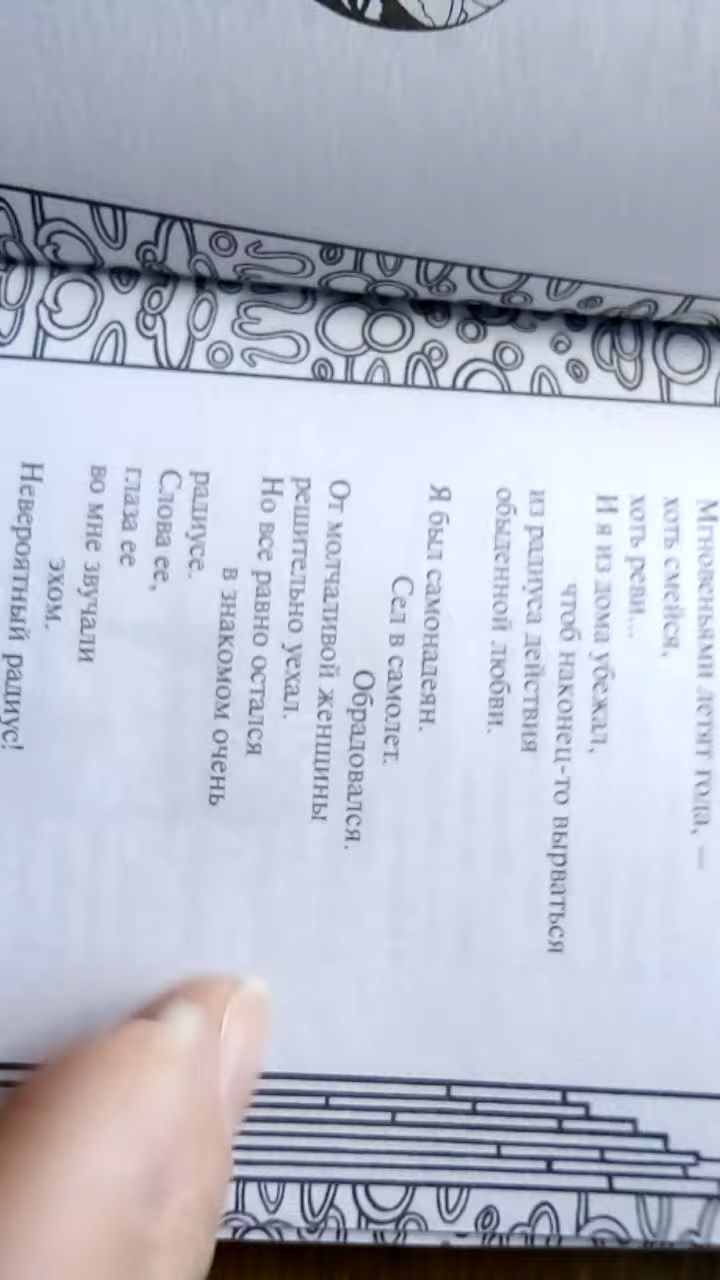 Мгновеньями летят года, —
хоть смейся,
хоть реви...
И я из дома убежал,
чтоб наконец-то вырваться
из радиуса действия
обыденной любви.
Я был самонадеян.
Сел в самолет.
Обрадовался.
От молчаливой женщины
решительно уехал.
Но все равно остался
в знакомом очень
радиусе.
Слова ее,
глаза ее
во мне звучали
эхом.
Невероятный радиус!